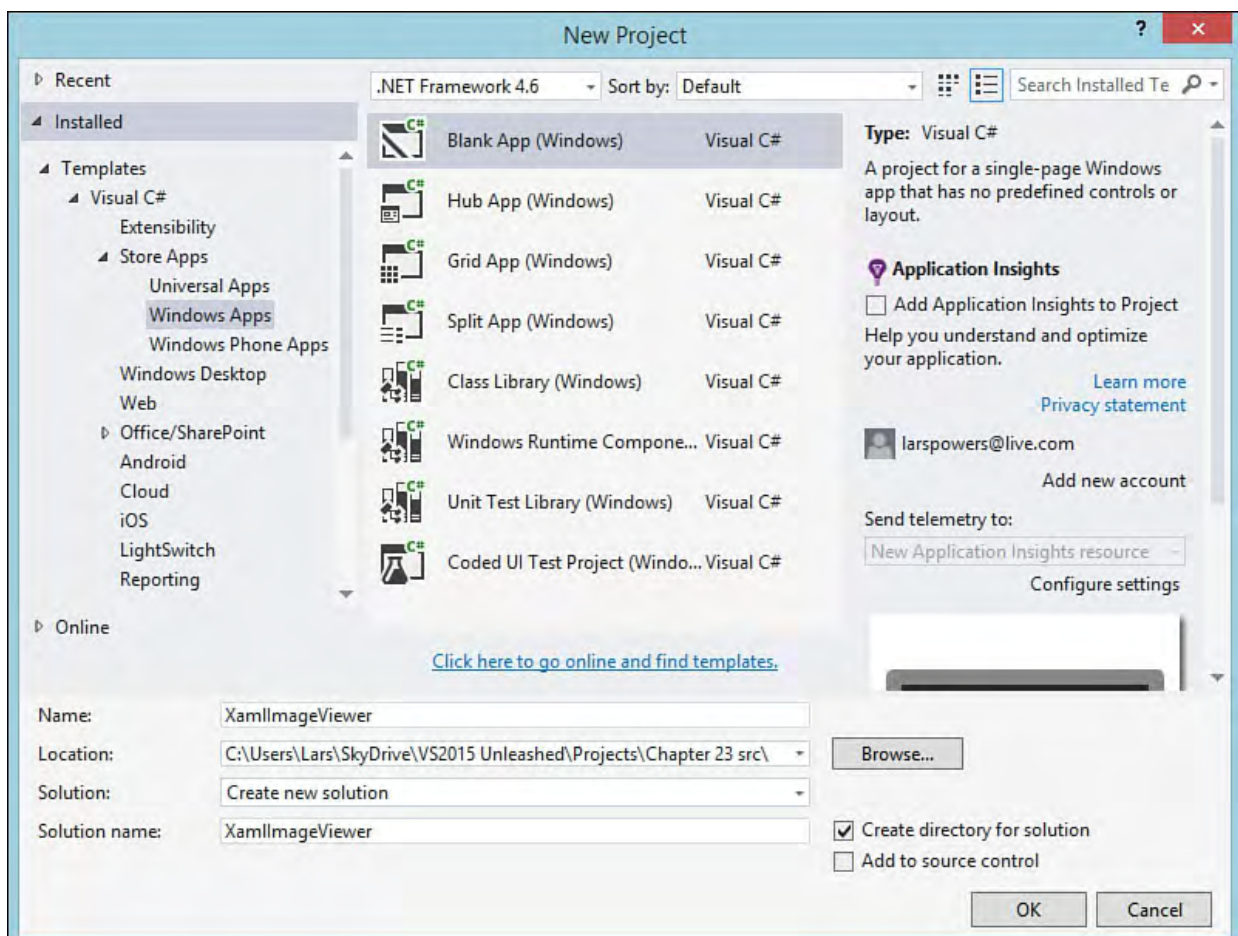 New Project
?
Recent
.NET Framework 4.6
Sort by: Default
Search Installed Te
Installed
Templates
Visual C#
Extensibility
Store Apps
Universal Apps
Windows Apps
Windows Phone Apps
Windows Desktop
Web
Office/SharePoint
Android
Cloud
iOS
LightSwitch
Reporting
Online
C# Blank App (Windows) Visual C#
C# Hub App (Windows) Visual C#
C# Grid App (Windows) Visual C#
C# Split App (Windows) Visual C#
C# Class Library (Windows) Visual C#
C# Windows Runtime Compone... Visual C#
C# Unit Test Library (Windows) Visual C#
C# Coded UI Test Project (Windo... Visual C#
Click here to go online and find templates.
Type: Visual C#
A project for a single-page Windows
app that has no predefined controls or
layout.
Application Insights
Add Application Insights to Project
Help you understand and optimize
your application.
Learn more
Privacy statement
larspowers@live.com
Add new account
Send telemetry to:
New Application Insights resource
Configure settings
Name: XamlImageViewer
Location: C:\Users\Lars\SkyDrive\VS2015 Unleashed\Projects\Chapter 23 src\
Browse...
Solution: Create new solution
Solution name: XamlImageViewer
Create directory for solution
Add to source control
OK
Cancel